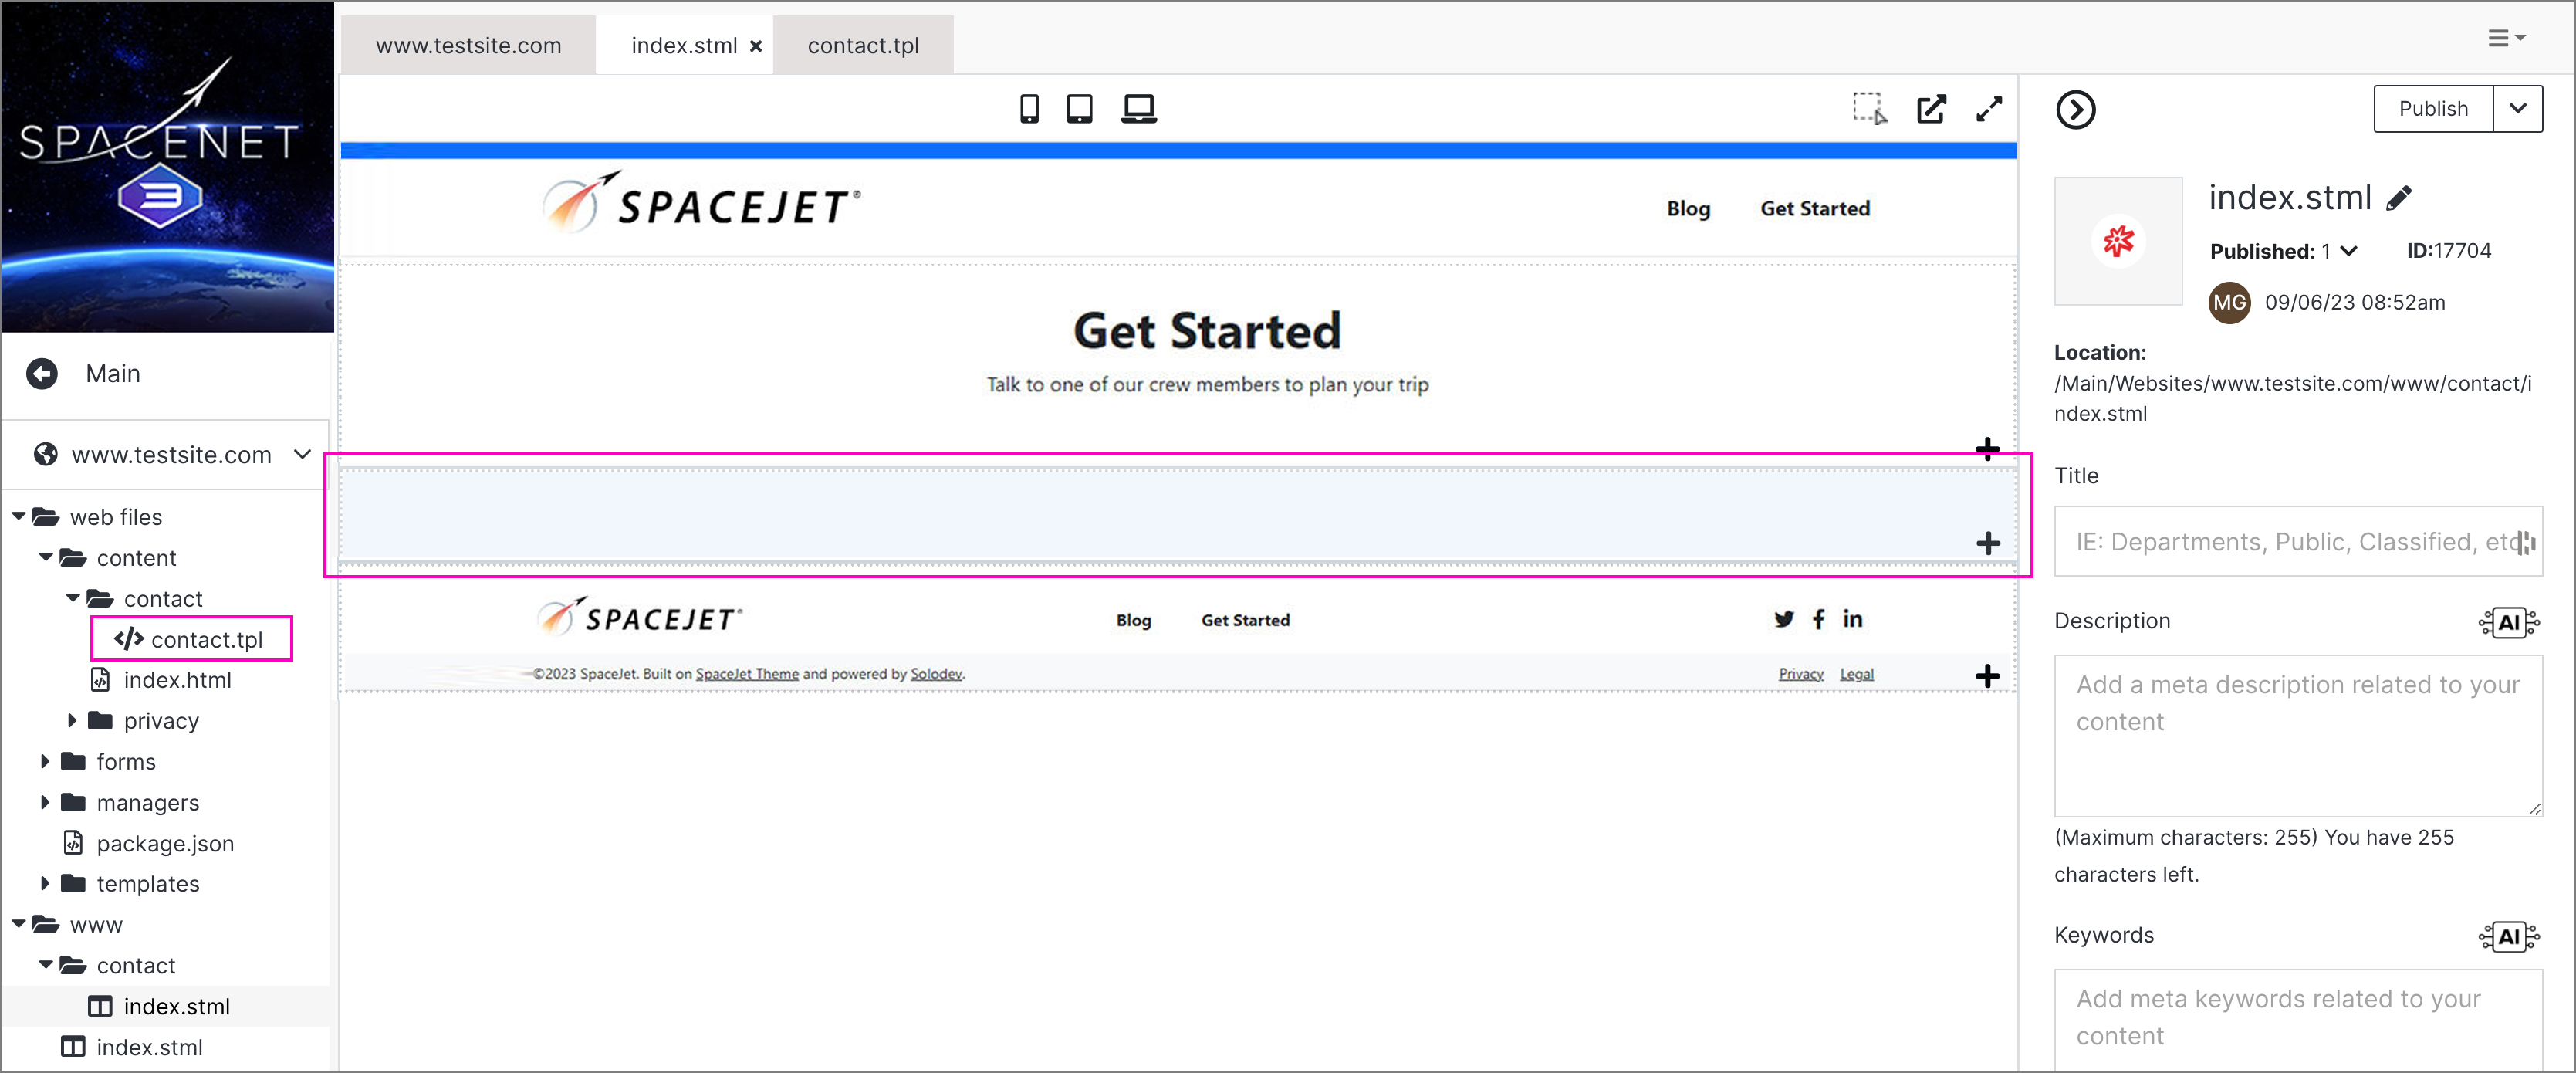 SPACENET
Main
www.testsite.com
web files
content
contact
contact.tpl
index.html
privacy
forms
managers
package.json
templates
www
contact
index.stml
index.stml
www.testsite.com
index.stml
contact.tpl
SPACEJET®
Blog
Get Started
Get Started
Talk to one of our crew members to plan your trip
SPACEJET®
Blog
Get Started
©2023 SpaceJet. Built on SpaceJet Theme and powered by Solodev.
Privacy
Legal
Publish
index.stml
Published: 1
ID:17704
MG
09/06/23 08:52am
Location:
/Main/Websites/www.testsite.com/www/contact/i
ndex.stml
Title
IE: Departments, Public, Classified, etc
Description
AI
Add a meta description related to your
content
(Maximum characters: 255) You have 255
characters left.
Keywords
AI
Add meta keywords related to your
content